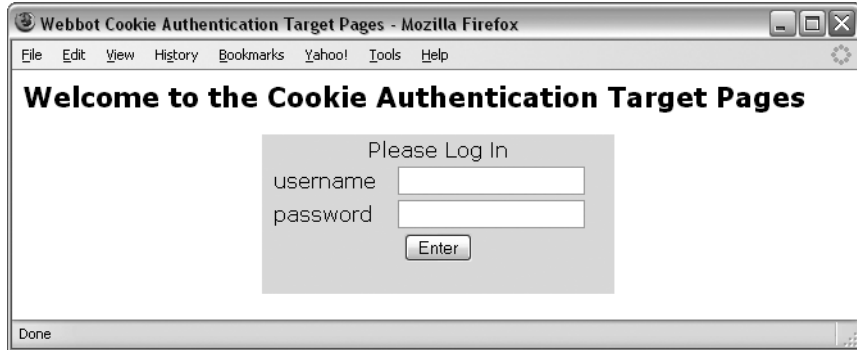 Webbot Cookie Authentication Target Pages - Mozilla Firefox
File Edit View History Bookmarks Yahoo! Tools Help
Welcome to the Cookie Authentication Target Pages
Please Log In
username
password
Enter
Done